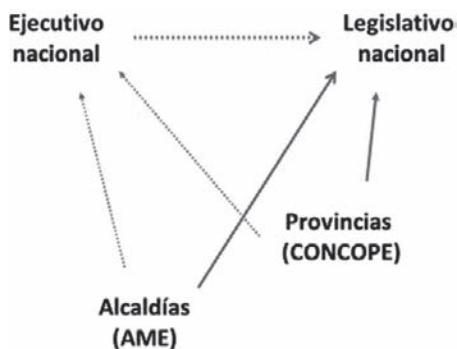 Ejecutivo
nacional
Legislativo
nacional
Provincias
(CONCOPE)
Alcaldías
(AME)